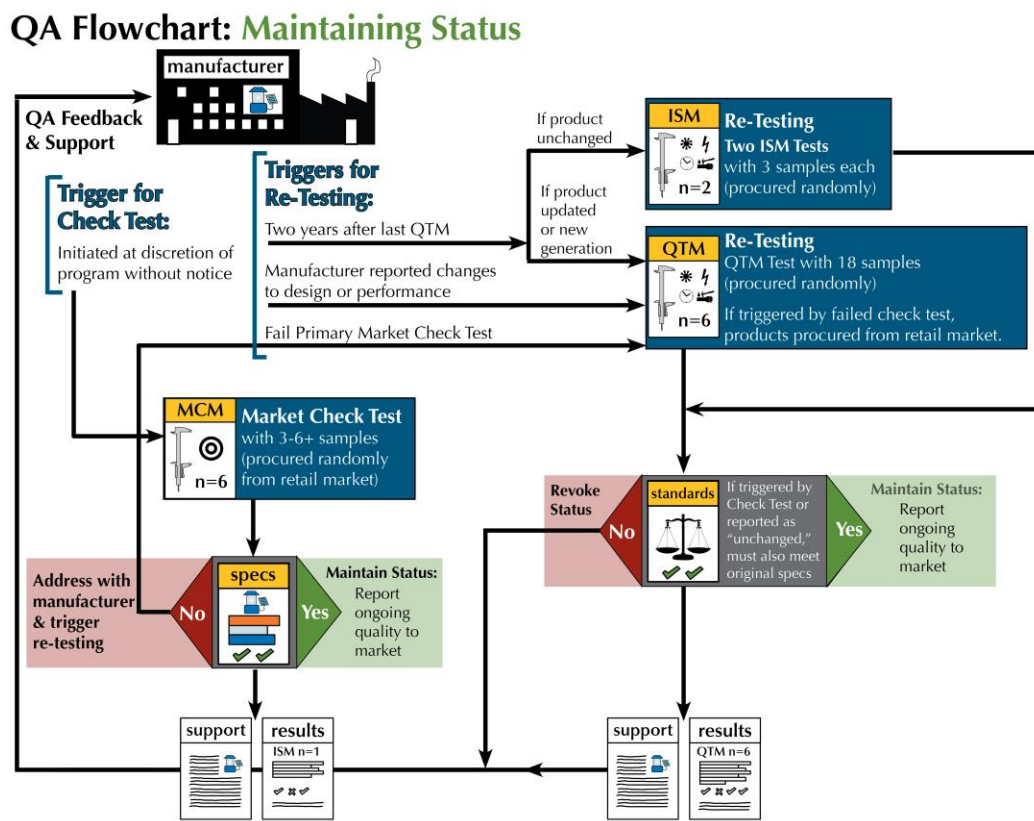 QA Flowchart: Maintaining Status
manufacturer
QA Feedback
& Support
Trigger for
Check Test:
Initiated at discretion of
program without notice
Triggers for
Re-Testing:
Two years after last QTM
Manufacturer reported changes
to design or performance
Fail Primary Market Check Test
If product
unchanged
If product
updated
or new
generation
ISM
n=2
Re-Testing
Two ISM Tests
with 3 samples each
(procured randomly)
QTM
n=6
Re-Testing
QTM Test with 18 samples
(procured randomly)
If triggered by failed check test,
products procured from retail market.
MCM
n=6
Market Check Test
with 3-6+ samples
(procured randomly
from retail market)
Revoke
Status
No
standards
If triggered by
Check Test or
reported as
“unchanged,”
must also meet
original specs
Yes
Maintain Status:
Report
ongoing
quality to
market
Address with
manufacturer
& trigger
re-testing
No
specs
Yes
Maintain Status:
Report
ongoing
quality to
market
support
results
ISM n=1
support
results
QTM n=6